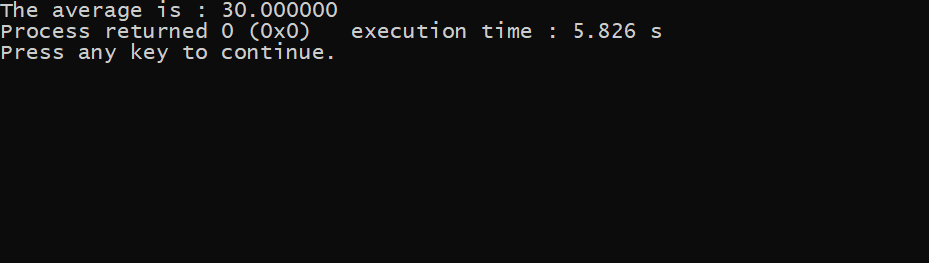 The average is : 30.000000
Process returned 0 (0x0)   execution time : 5.826 s
Press any key to continue.